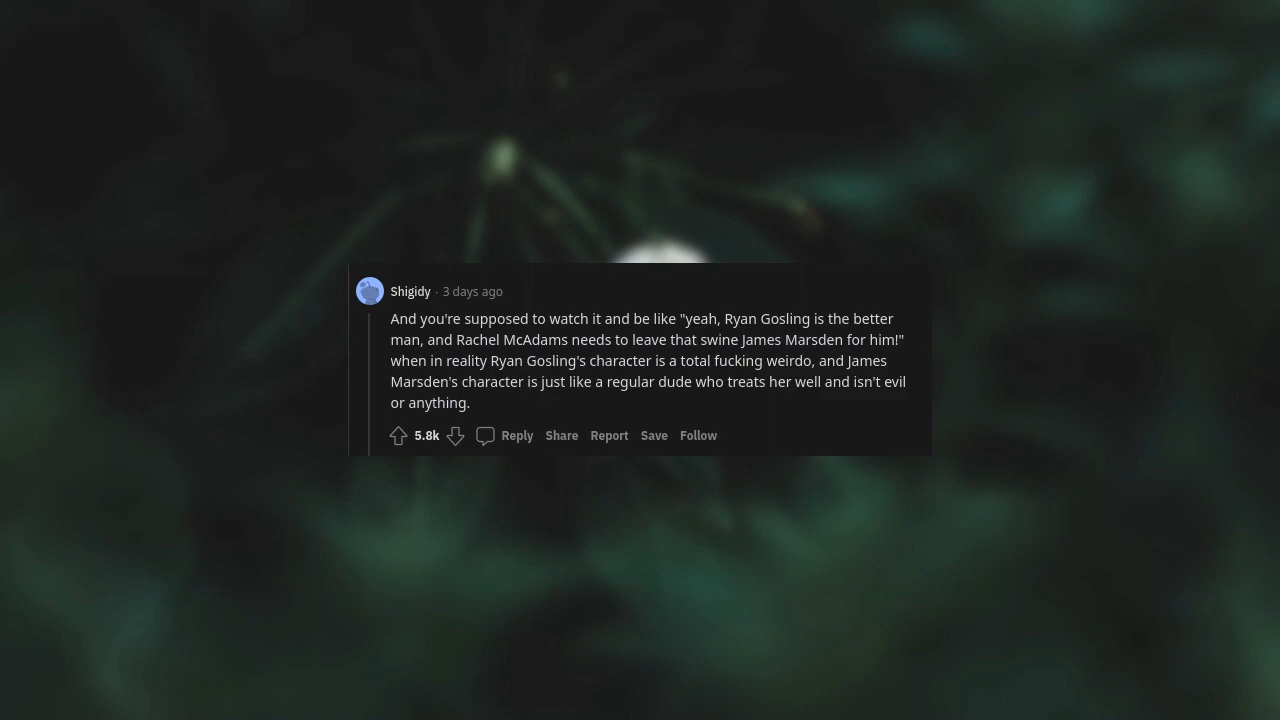 Shigidy · 3 days ago
And you're supposed to watch it and be like "yeah, Ryan Gosling is the better
man, and Rachel McAdams needs to leave that swine James Marsden for him!"
when in reality Ryan Gosling's character is a total fucking weirdo, and James
Marsden's character is just like a regular dude who treats her well and isn't evil
or anything.
5.8k Reply Share Report Save Follow